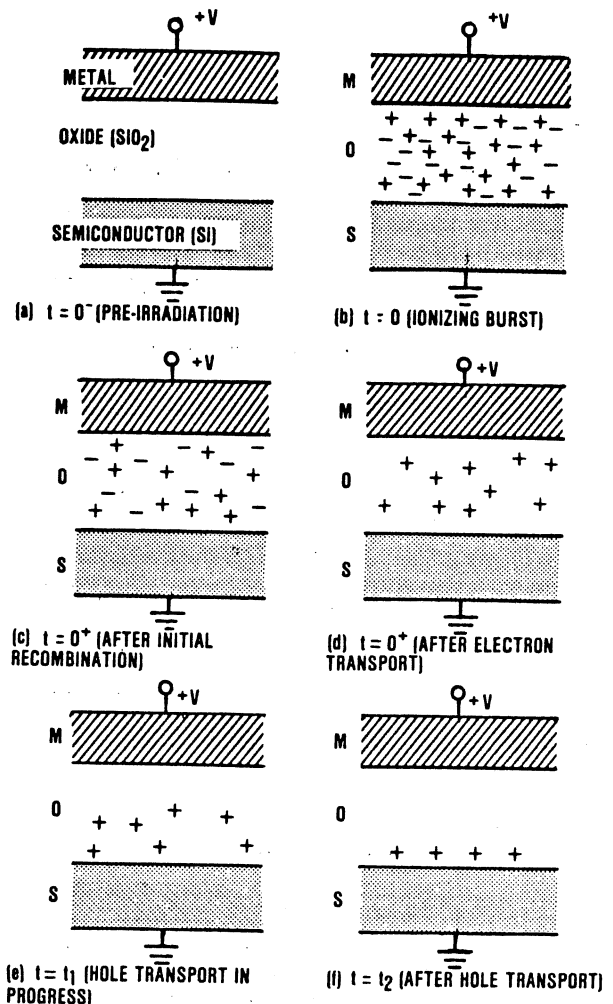 +V
METAL
OXIDE (SIO₂)
SEMICONDUCTOR (SI)
(a) t = 0⁻ (PRE-IRRADIATION)
+V
M
O
S
(b) t = 0 (IONIZING BURST)
+V
M
O
S
(c) t = 0⁺ (AFTER INITIAL
RECOMBINATION)
+V
M
O
S
(d) t = 0⁺ (AFTER ELECTRON
TRANSPORT)
+V
M
O
S
(e) t = t₁ (HOLE TRANSPORT IN
PROGRESS)
+V
M
O
S
(f) t = t₂ (AFTER HOLE TRANSPORT)